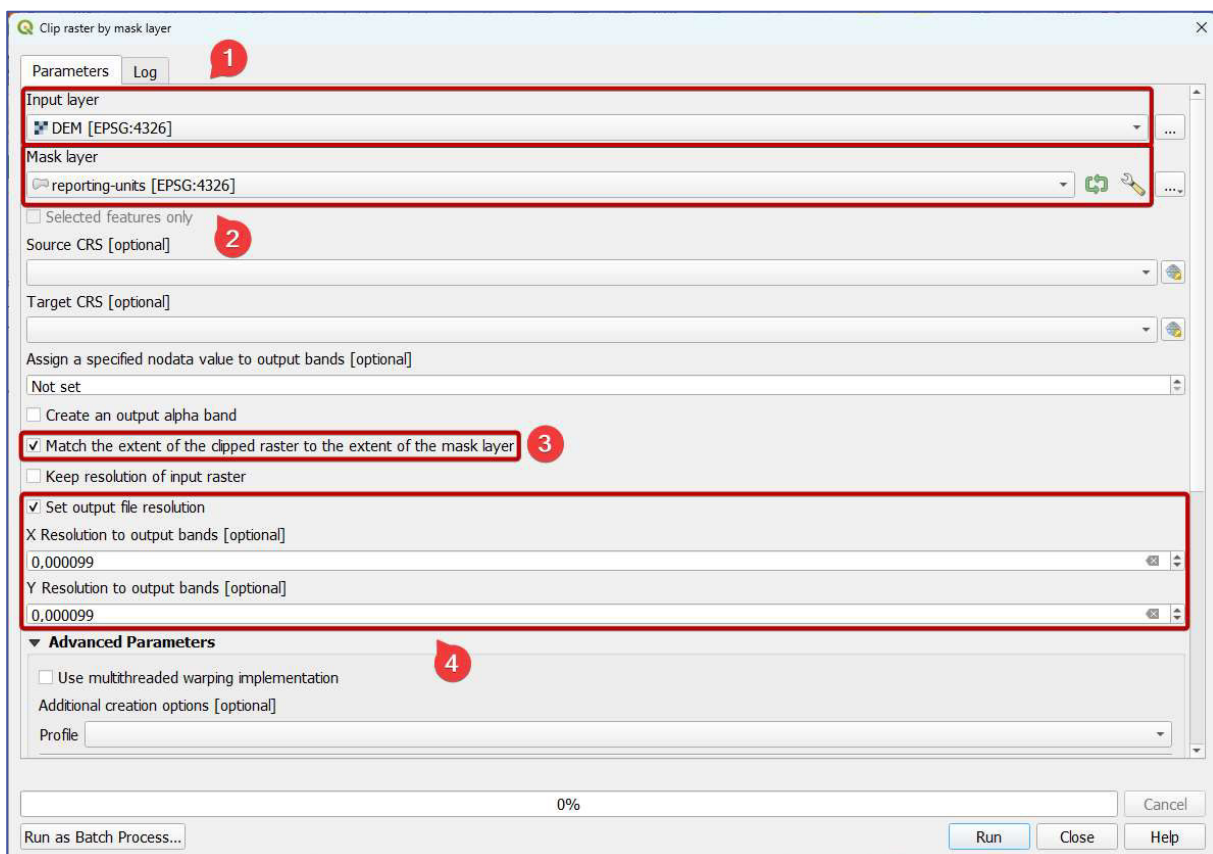 Clip raster by mask layer
1
Parameters Log
Input layer
DEM [EPSG:4326]
...
Mask layer
reporting-units [EPSG:4326]
...
Selected features only
2
Source CRS [optional]
Target CRS [optional]
Assign a specified nodata value to output bands [optional]
Not set
Create an output alpha band
Match the extent of the clipped raster to the extent of the mask layer 3
Keep resolution of input raster
Set output file resolution
X Resolution to output bands [optional]
0,000099
Y Resolution to output bands [optional]
0,000099
Advanced Parameters
4
Use multithreaded warping implementation
Additional creation options [optional]
Profile
0% Cancel
Run as Batch Process... Run Close Help